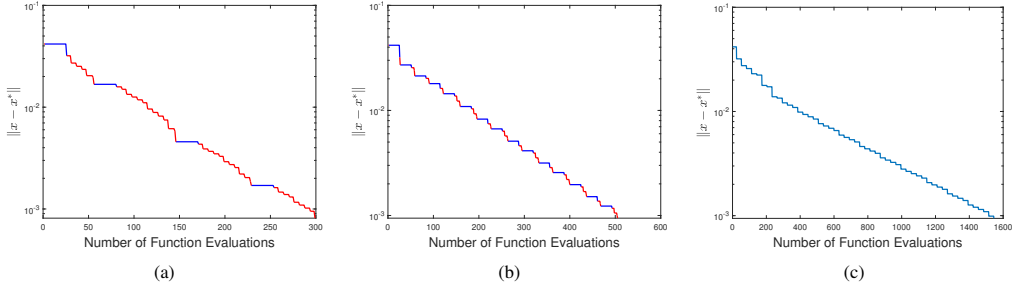 10⁻¹
10⁻²
10⁻³
‖x − x*‖
0 50 100 150 200 250 300
Number of Function Evaluations
(a)
10⁻¹
10⁻²
10⁻³
‖x − x*‖
0 100 200 300 400 500 600
Number of Function Evaluations
(b)
10⁻¹
10⁻²
10⁻³
‖x − x*‖
0 200 400 600 800 1000 1200 1400 1600
Number of Function Evaluations
(c)